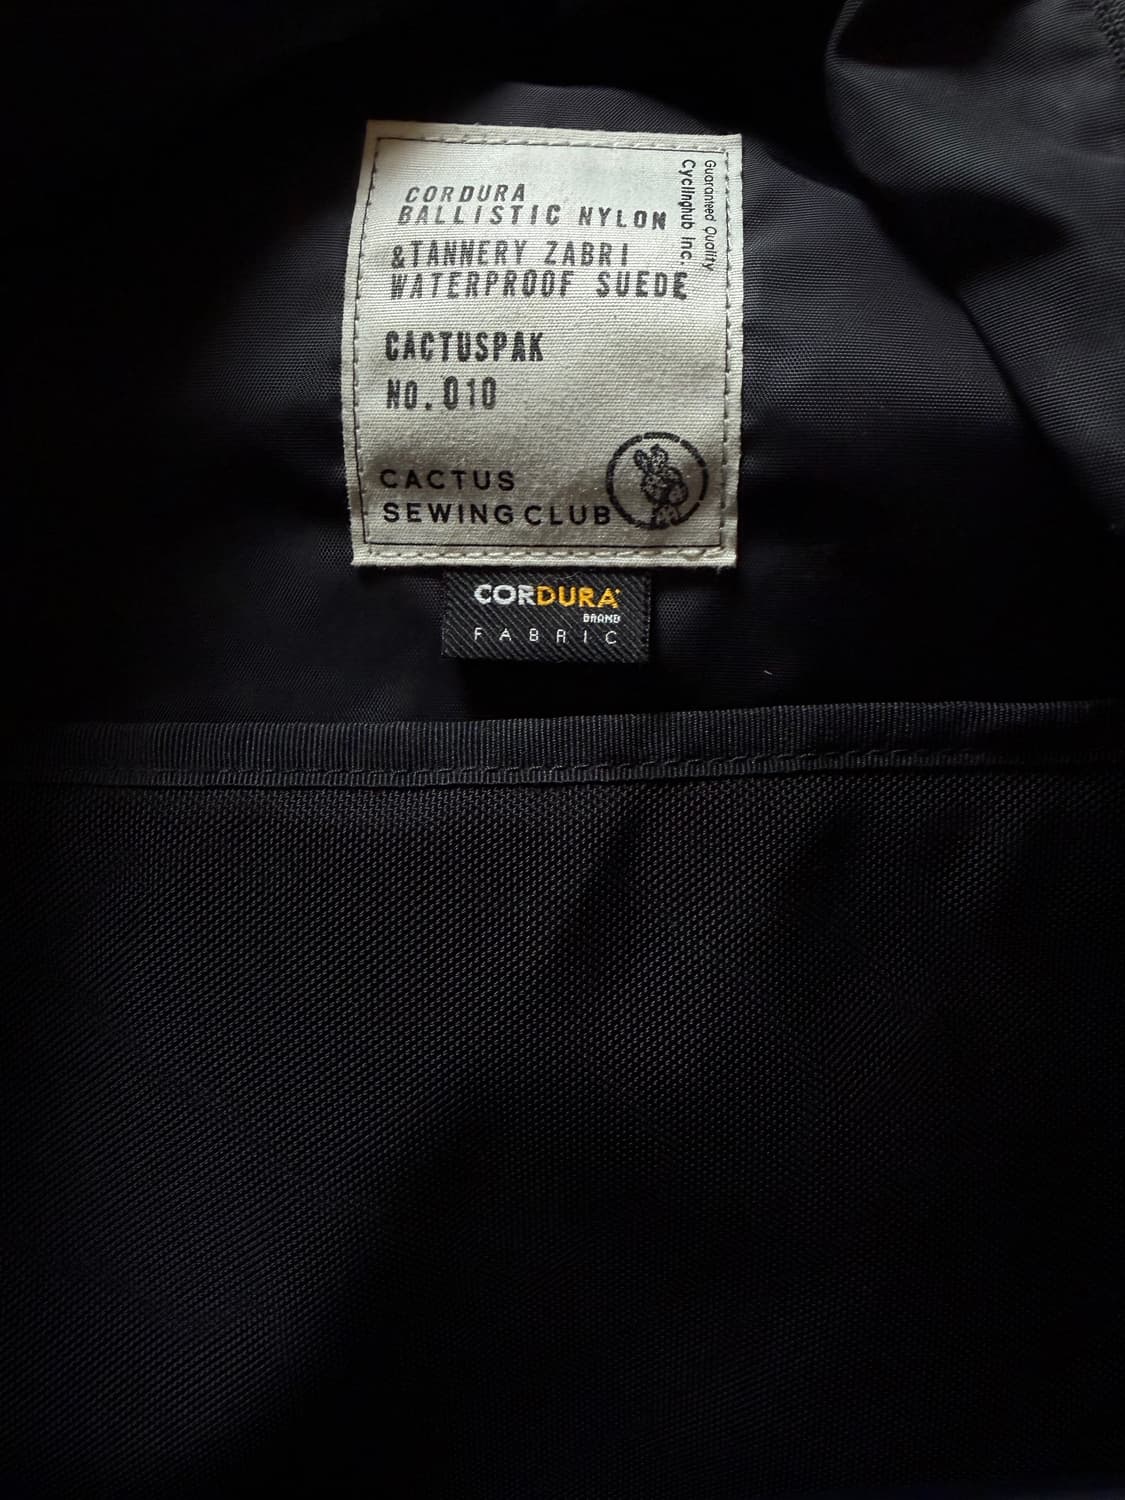 CORDURA
BALLISTIC NYLON
&TANNERY ZABRI
WATERPROOF SUEDE
CACTUSPAK
NO.010
CACTUS
SEWING CLUB
Guaranteed Quality
Cyclinghub Inc.
CORDURA
BRAND
FABRIC